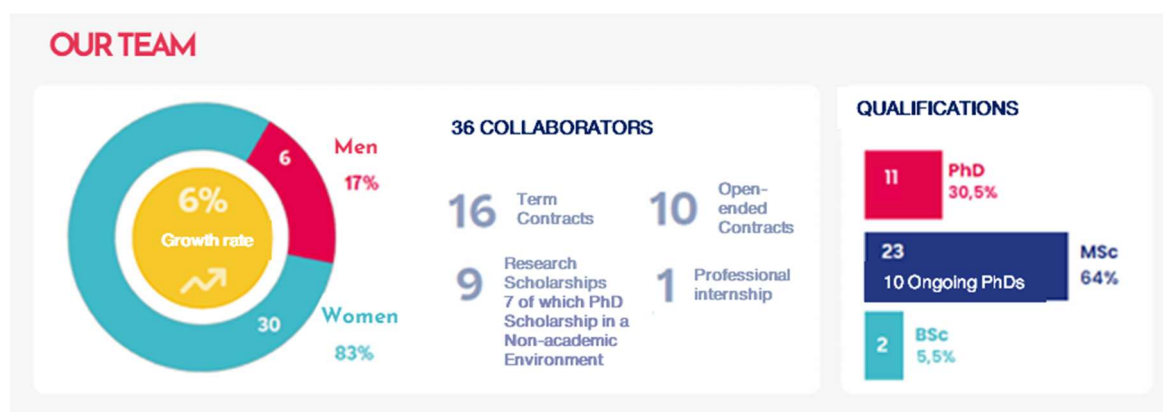 OUR TEAM
6
Men
17%
6%
Growth rate
30
Women
83%
36 COLLABORATORS
16
Term
Contracts
10
Open-
ended
Contracts
9
Research
Scholarships
7 of which PhD
Scholarship in a
Non-academic
Environment
1
Professional
internship
QUALIFICATIONS
11
PhD
30,5%
23
10 Ongoing PhDs
MSc
64%
2
BSc
5,5%